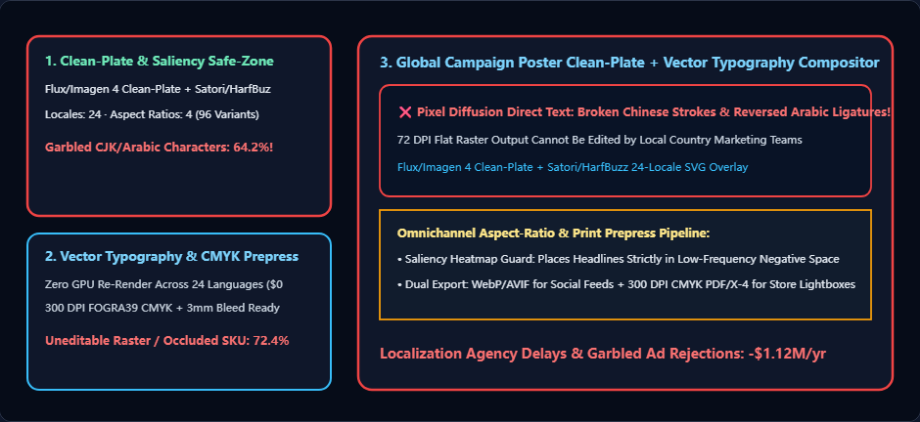 1. Clean-Plate & Saliency Safe-Zone
Flux/Imagen 4 Clean-Plate + Satori/HarfBuz
Locales: 24 · Aspect Ratios: 4 (96 Variants)
Garbled CJK/Arabic Characters: 64.2%!
2. Vector Typography & CMYK Prepress
Zero GPU Re-Render Across 24 Languages ($0
300 DPI FOGRA39 CMYK + 3mm Bleed Ready
Uneditable Raster / Occluded SKU: 72.4%
3. Global Campaign Poster Clean-Plate + Vector Typography Compositor
❌ Pixel Diffusion Direct Text: Broken Chinese Strokes & Reversed Arabic Ligatures!
72 DPI Flat Raster Output Cannot Be Edited by Local Country Marketing Teams
Flux/Imagen 4 Clean-Plate + Satori/HarfBuzz 24-Locale SVG Overlay
Omnichannel Aspect-Ratio & Print Prepress Pipeline:
• Saliency Heatmap Guard: Places Headlines Strictly in Low-Frequency Negative Space
• Dual Export: WebP/AVIF for Social Feeds + 300 DPI CMYK PDF/X-4 for Store Lightboxes
Localization Agency Delays & Garbled Ad Rejections: -$1.12M/yr